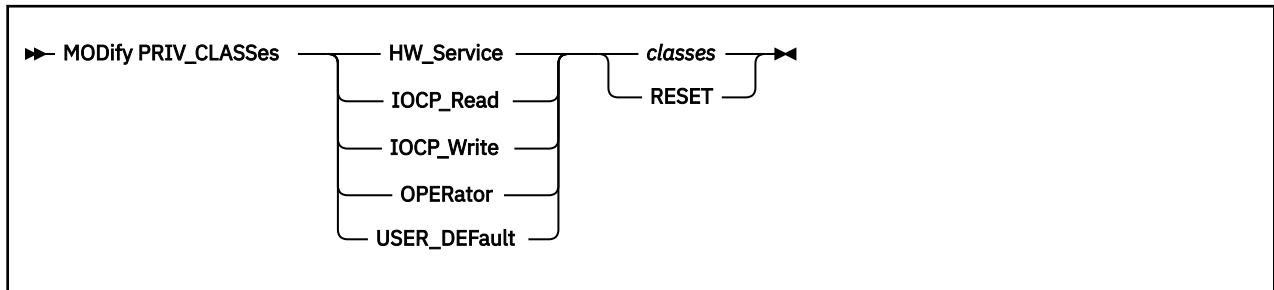 MODify PRIV_CLASSes HW_Service classes
IOCP_Read RESET
IOCP_Write
OPERator
USER_DEFault